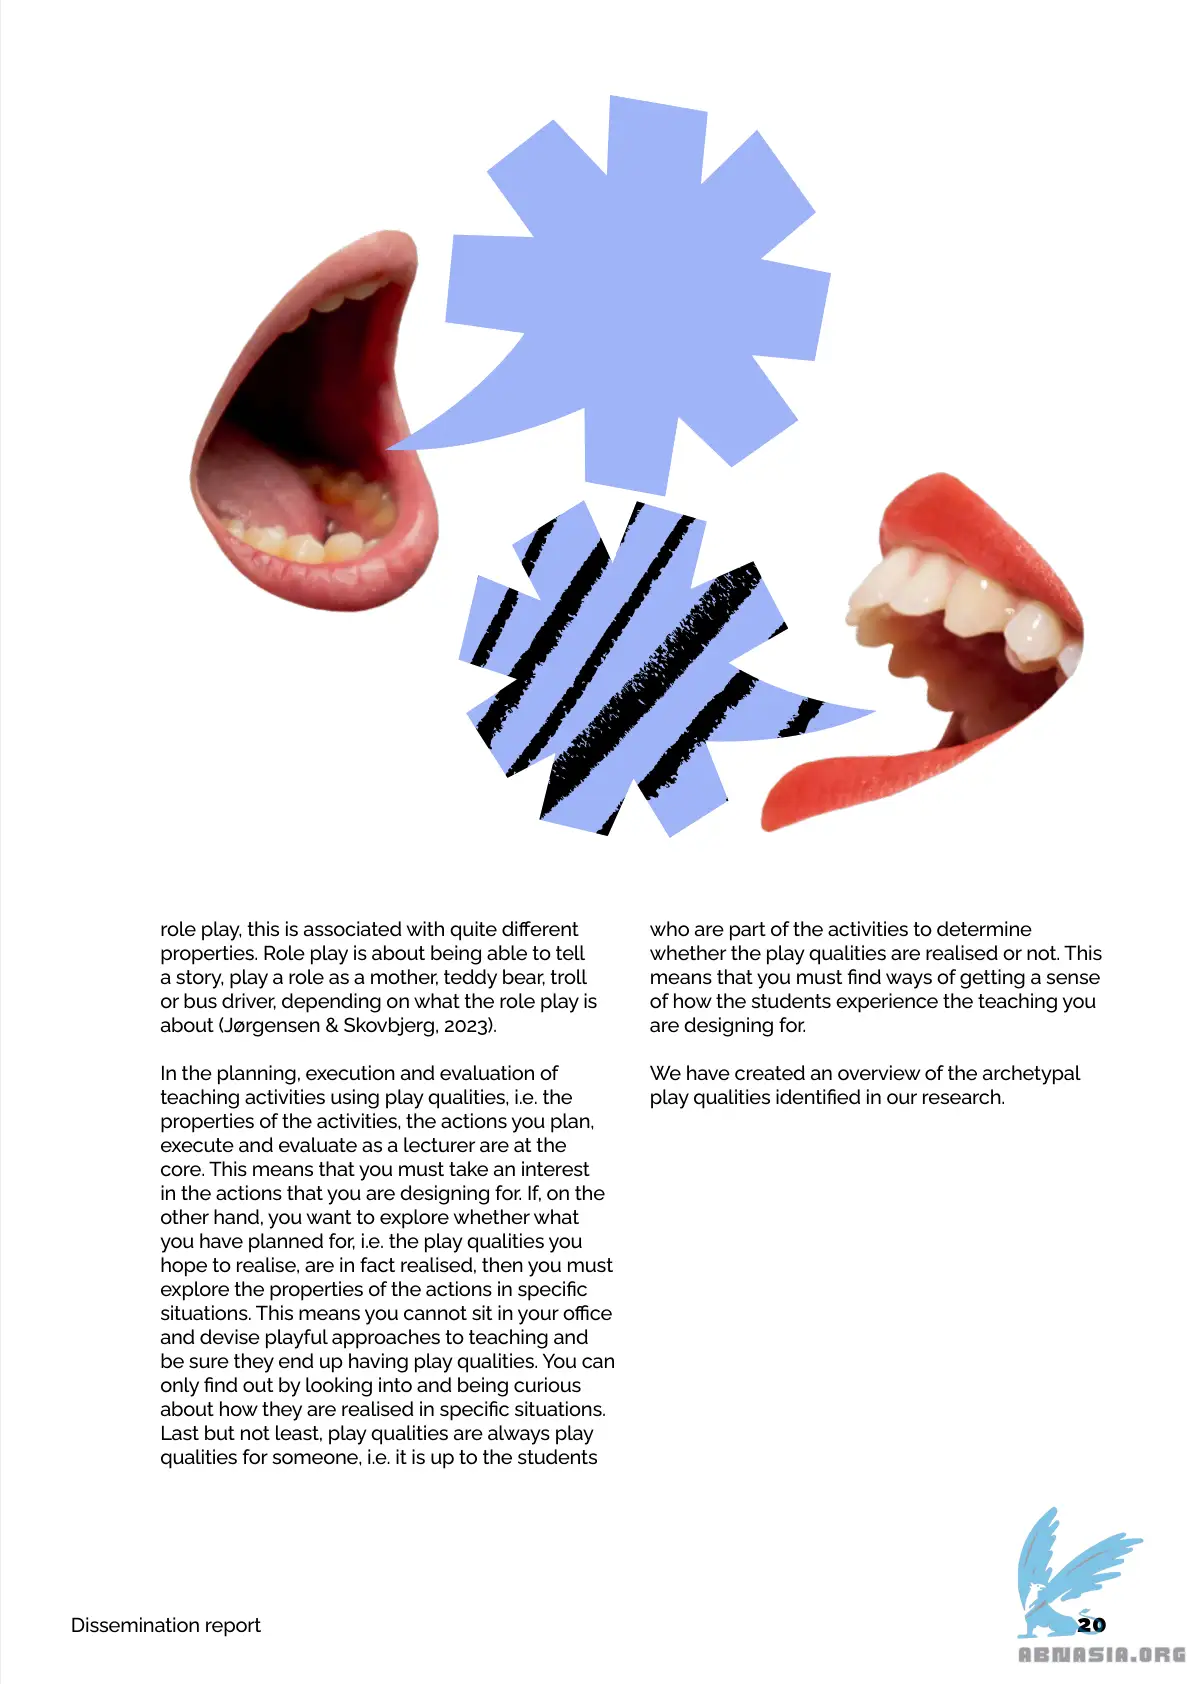 role play, this is associated with quite different
properties. Role play is about being able to tell
a story, play a role as a mother, teddy bear, troll
or bus driver, depending on what the role play is
about (Jørgensen & Skovbjerg, 2023).
In the planning, execution and evaluation of
teaching activities using play qualities, i.e. the
properties of the activities, the actions you plan,
execute and evaluate as a lecturer are at the
core. This means that you must take an interest
in the actions that you are designing for. If, on the
other hand, you want to explore whether what
you have planned for, i.e. the play qualities you
hope to realise, are in fact realised, then you must
explore the properties of the actions in specific
situations. This means you cannot sit in your office
and devise playful approaches to teaching and
be sure they end up having play qualities. You can
only find out by looking into and being curious
about how they are realised in specific situations.
Last but not least, play qualities are always play
qualities for someone, i.e. it is up to the students
who are part of the activities to determine
whether the play qualities are realised or not. This
means that you must find ways of getting a sense
of how the students experience the teaching you
are designing for.
We have created an overview of the archetypal
play qualities identified in our research.
Dissemination report
20
ABNASIA.ORG